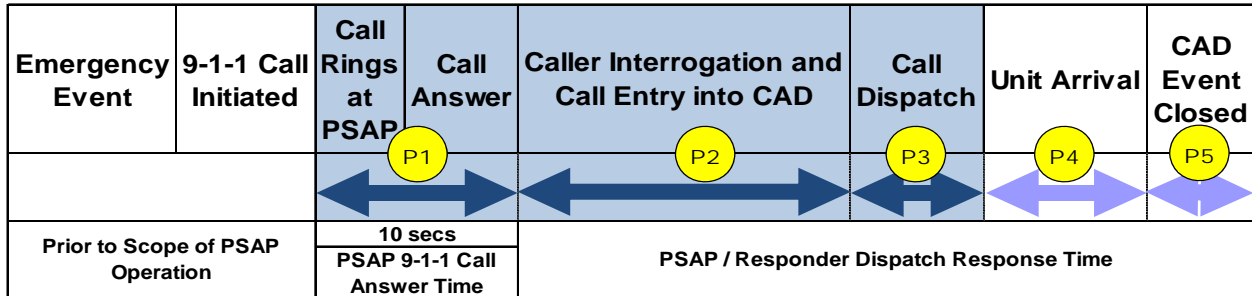 Emergency
Event
9-1-1 Call
Initiated
Call
Rings
at
PSAP
Call
Answer
Caller Interrogation and
Call Entry into CAD
Call
Dispatch
Unit Arrival
CAD
Event
Closed
P1
P2
P3
P4
P5
Prior to Scope of PSAP
Operation
10 secs
PSAP 9-1-1 Call
Answer Time
PSAP / Responder Dispatch Response Time